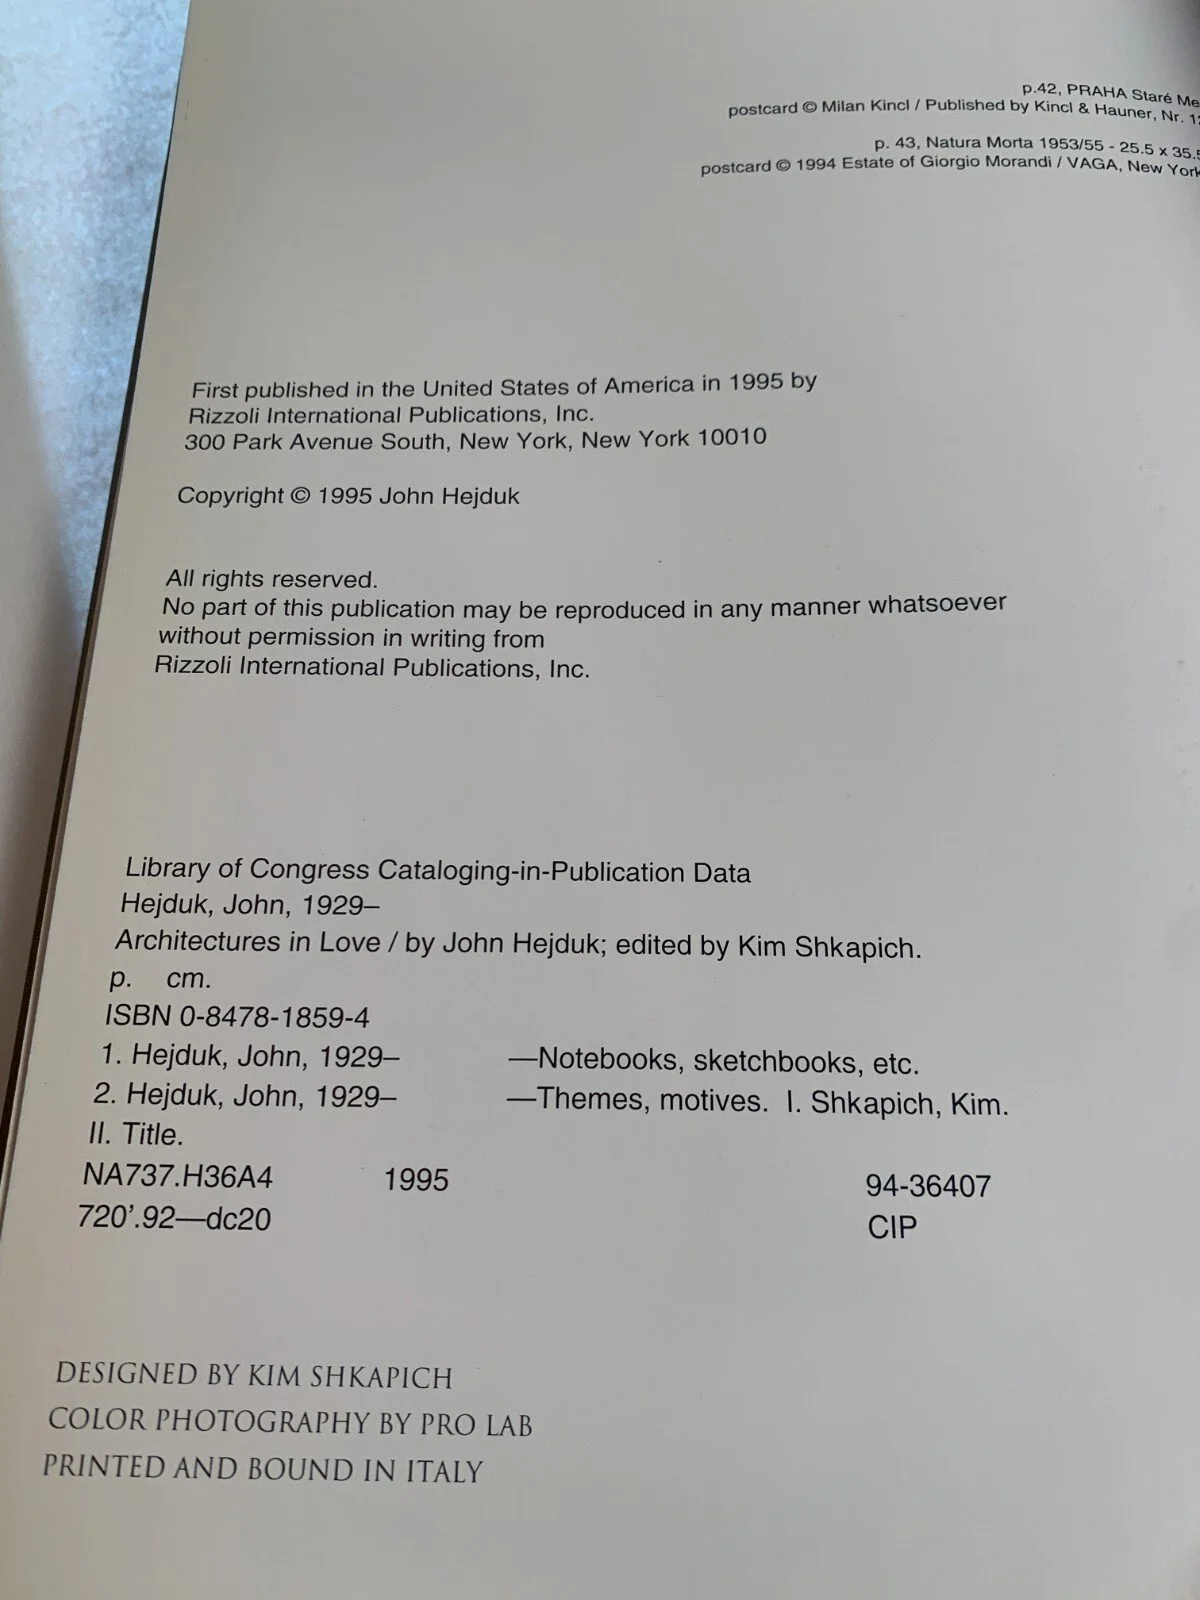 p.42, PRAHA Staré
postcard © Milan Kincl / Published by Kincl & Hauner, Nr.
p. 43, Natura Morta 1953/55 - 25.5 x 35.5
postcard © 1994 Estate of Giorgio Morandi / VAGA, New York
First published in the United States of America in 1995 by
Rizzoli International Publications, Inc.
300 Park Avenue South, New York, New York 10010
Copyright © 1995 John Hejduk
All rights reserved.
No part of this publication may be reproduced in any manner whatsoever
without permission in writing from
Rizzoli International Publications, Inc.
Library of Congress Cataloging-in-Publication Data
Hejduk, John, 1929–
Architectures in Love / by John Hejduk; edited by Kim Shkapich.
p. cm.
ISBN 0-8478-1859-4
1. Hejduk, John, 1929– —Notebooks, sketchbooks, etc.
2. Hejduk, John, 1929– —Themes, motives. I. Shkapich, Kim.
II. Title.
NA737.H36A4 1995 94-36407
720'.92—dc20 CIP
DESIGNED BY KIM SHKAPICH
COLOR PHOTOGRAPHY BY PRO LAB
PRINTED AND BOUND IN ITALY